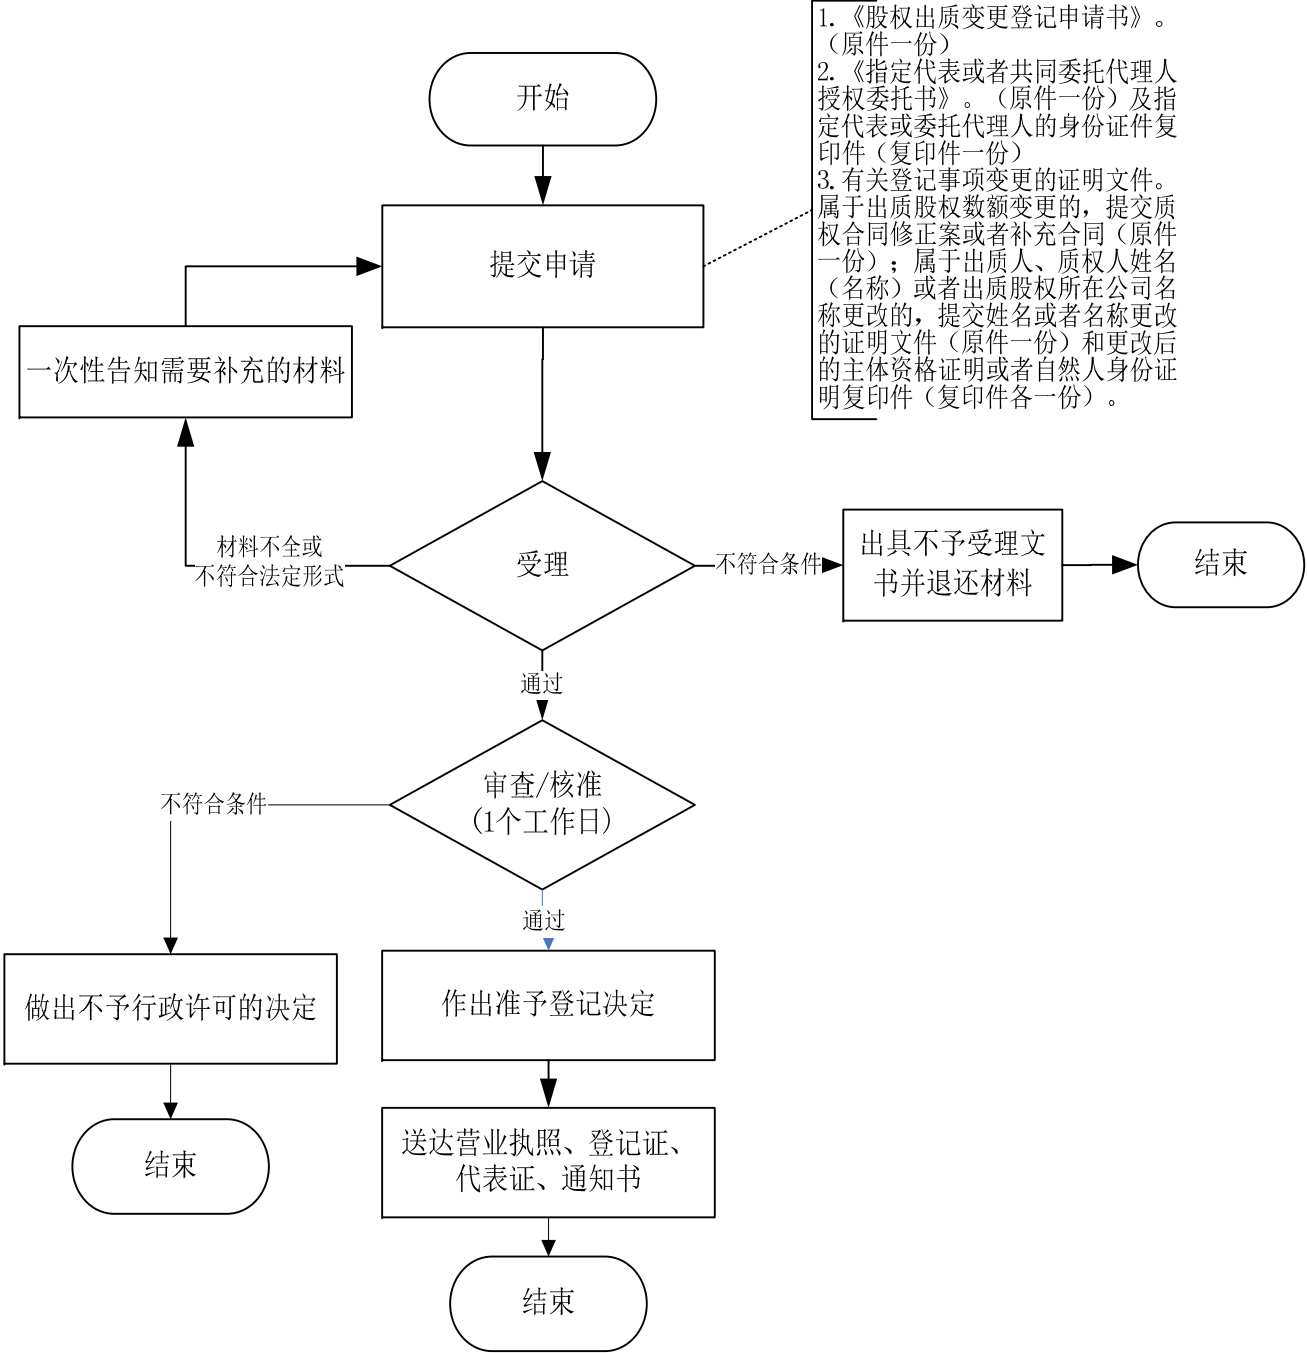 开始
1.《股权出质变更登记申请书》。
（原件一份）
2.《指定代表或者共同委托代理人
授权委托书》。（原件一份）及指
定代表或委托代理人的身份证件复
印件（复印件一份）
3.有关登记事项变更的证明文件。
属于出质股权数额变更的，提交质
权合同修正案或者补充合同（原件
一份）；属于出质人、质权人姓名
（名称）或者出质股权所在公司名
称更改的，提交姓名或者名称更改
的证明文件（原件一份）和更改后
的主体资格证明或者自然人身份证
明复印件（复印件各一份）。
提交申请
一次性告知需要补充的材料
材料不全或
不符合法定形式
受理
不符合条件
出具不予受理文
书并退还材料
结束
通过
审查/核准
(1个工作日)
不符合条件
通过
做出不予行政许可的决定
作出准予登记决定
结束
送达营业执照、登记证、
代表证、通知书
结束